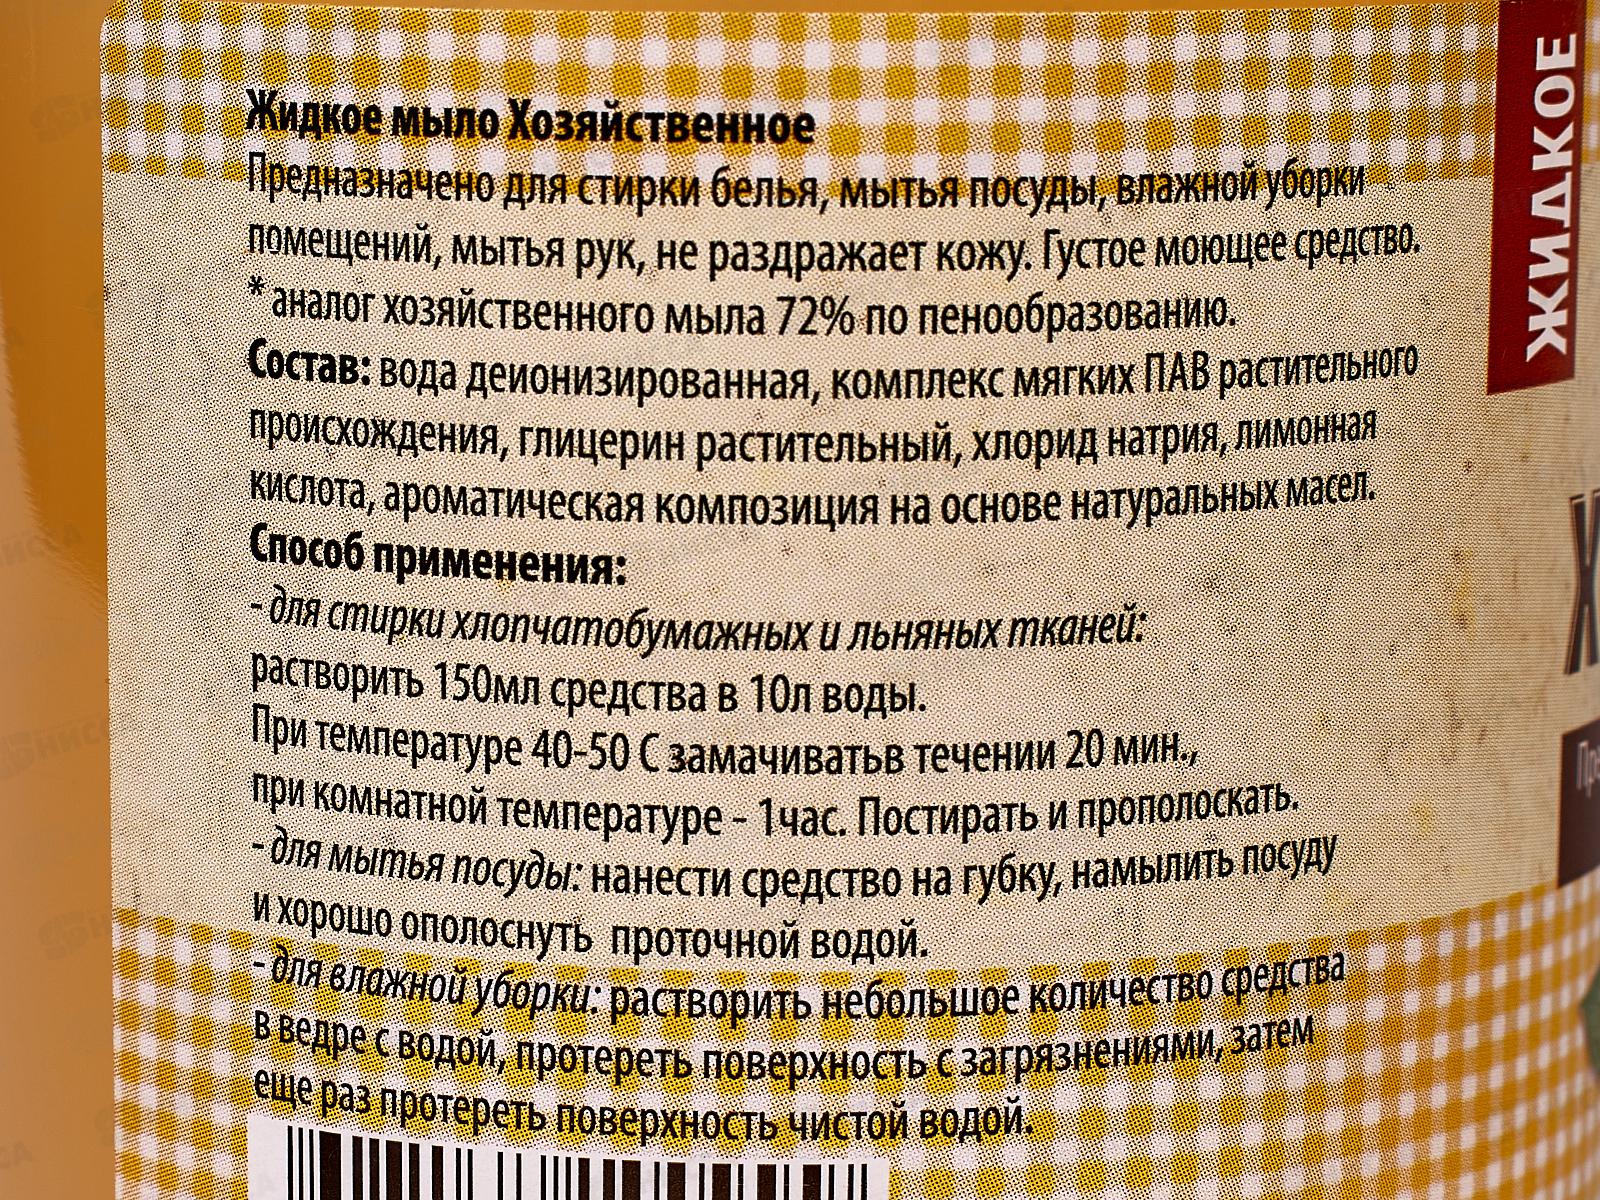 Жидкое мыло Хозяйственное
Предназначено для стирки белья, мытья посуды, влажной уборки
помещений, мытья рук, не раздражает кожу. Густое моющее средство.
* аналог хозяйственного мыла 72% по пенообразованию.
Состав: вода деионизированная, комплекс мягких ПАВ растительного
происхождения, глицерин растительный, хлорид натрия, лимонная
кислота, ароматическая композиция на основе натуральных масел.
Способ применения:
- для стирки хлопчатобумажных и льняных тканей:
растворить 150мл средства в 10л воды.
При температуре 40-50 С замачиватьв течении 20 мин.,
при комнатной температуре - 1час. Постирать и прополоскать.
- для мытья посуды: нанести средство на губку, намылить посуду
и хорошо ополоснуть проточной водой.
- для влажной уборки: растворить небольшое количество средства
в ведре с водой, протереть поверхность с загрязнениями, затем
еще раз протереть поверхность чистой водой.
ЖИДКОЕ